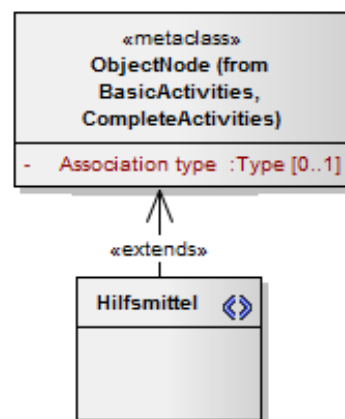 «metaclass»
ObjectNode (from
BasicActivities,
CompleteActivities)
- Association type :Type [0..1]
«extends»
Hilfsmittel